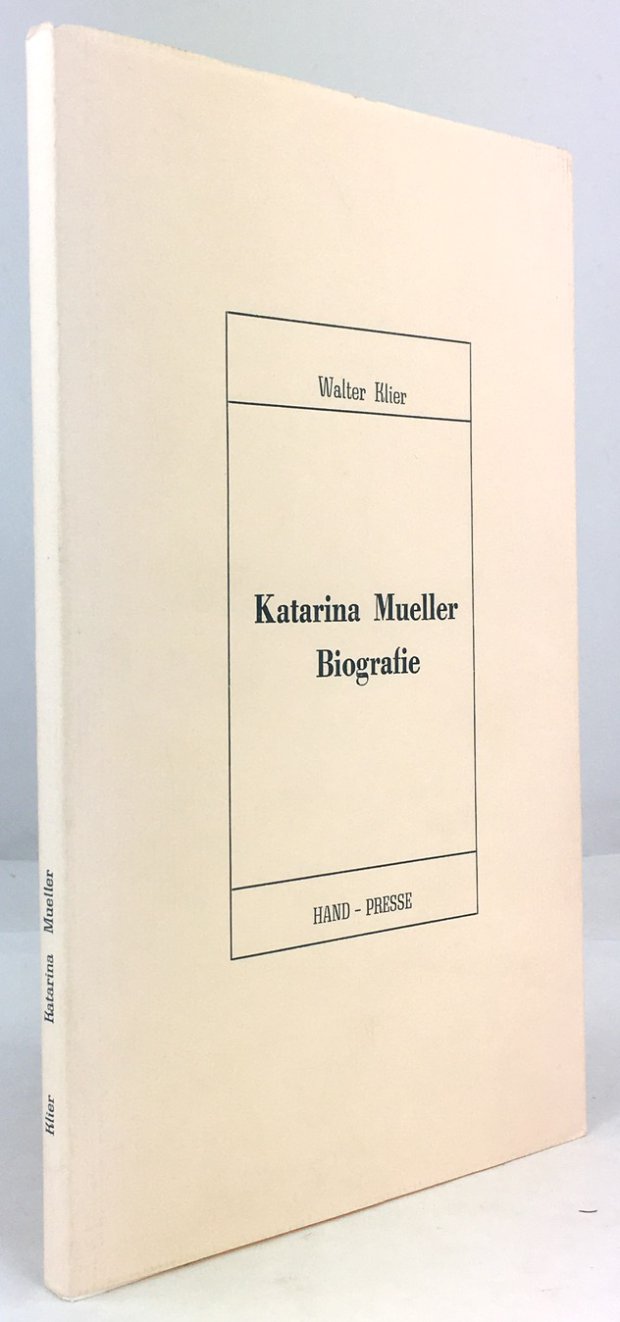 Walter Klier
Katarina Mueller
Biografie
HAND - PRESSE
Klier Katarina Mueller